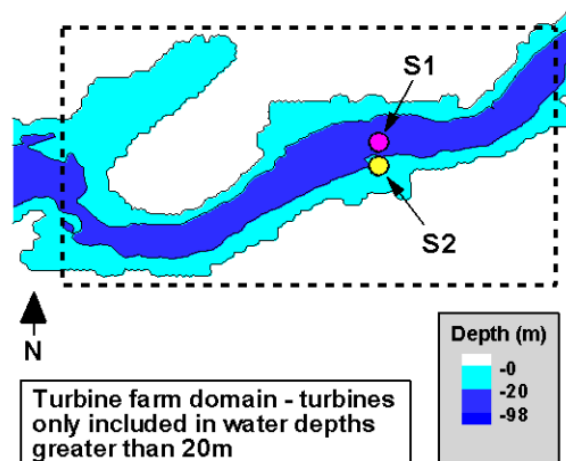 S1
S2
N
Depth (m)
-0
-20
-98
Turbine farm domain - turbines
only included in water depths
greater than 20m